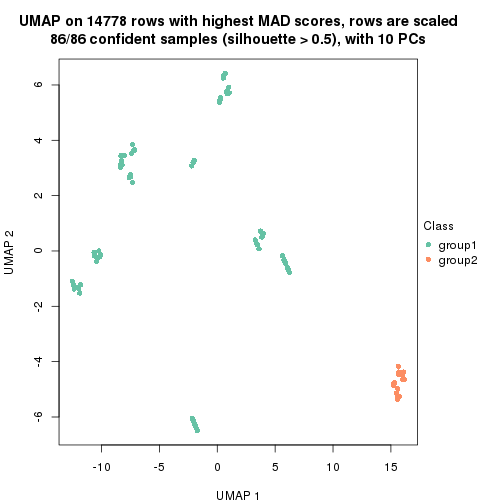 UMAP on 14778 rows with highest MAD scores, rows are scaled
86/86 confident samples (silhouette > 0.5), with 10 PCs
6
4
2
0
-2
-4
-6
UMAP 2
-10
-5
0
5
10
15
UMAP 1
Class
group1
group2